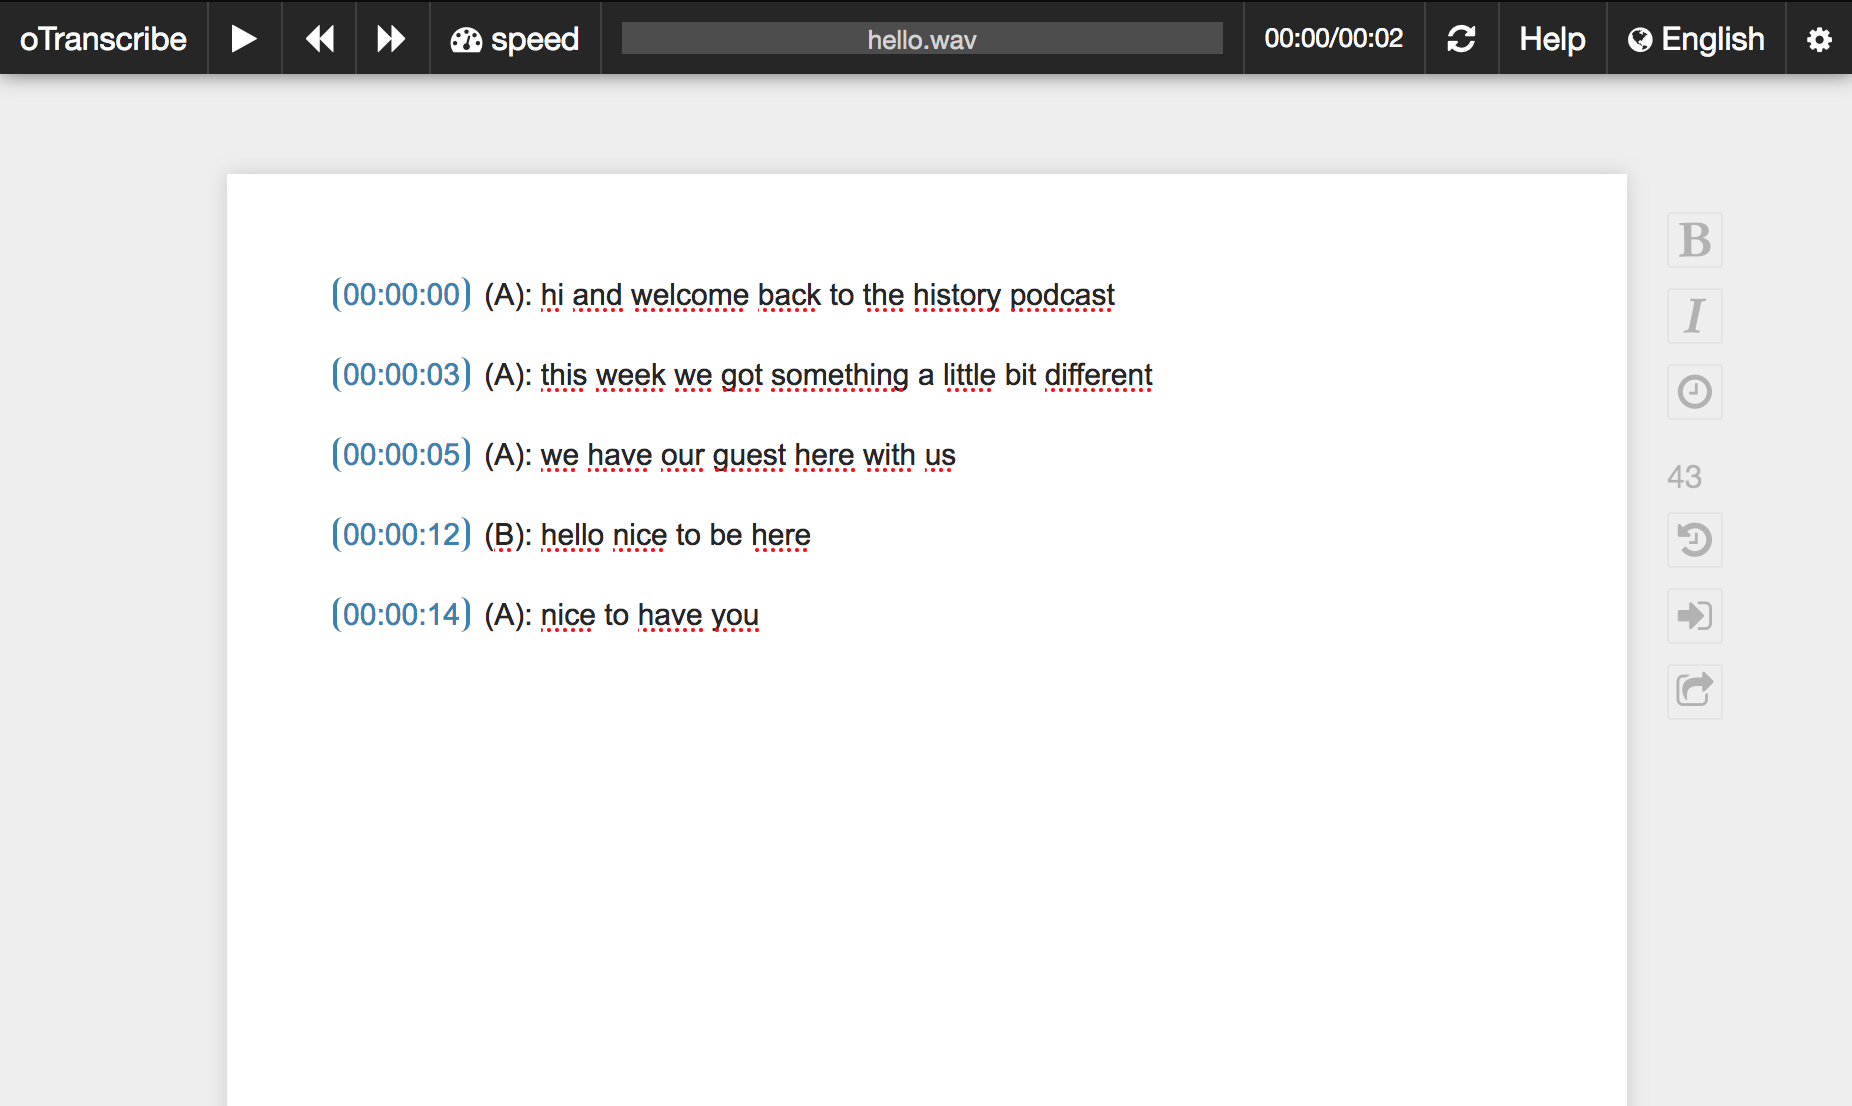 oTranscribe speed hello.wav 00:00/00:02 Help English
(00:00:00) (A): hi and welcome back to the history podcast
(00:00:03) (A): this week we got something a little bit different
(00:00:05) (A): we have our guest here with us
(00:00:12) (B): hello nice to be here
(00:00:14) (A): nice to have you
B
I
43